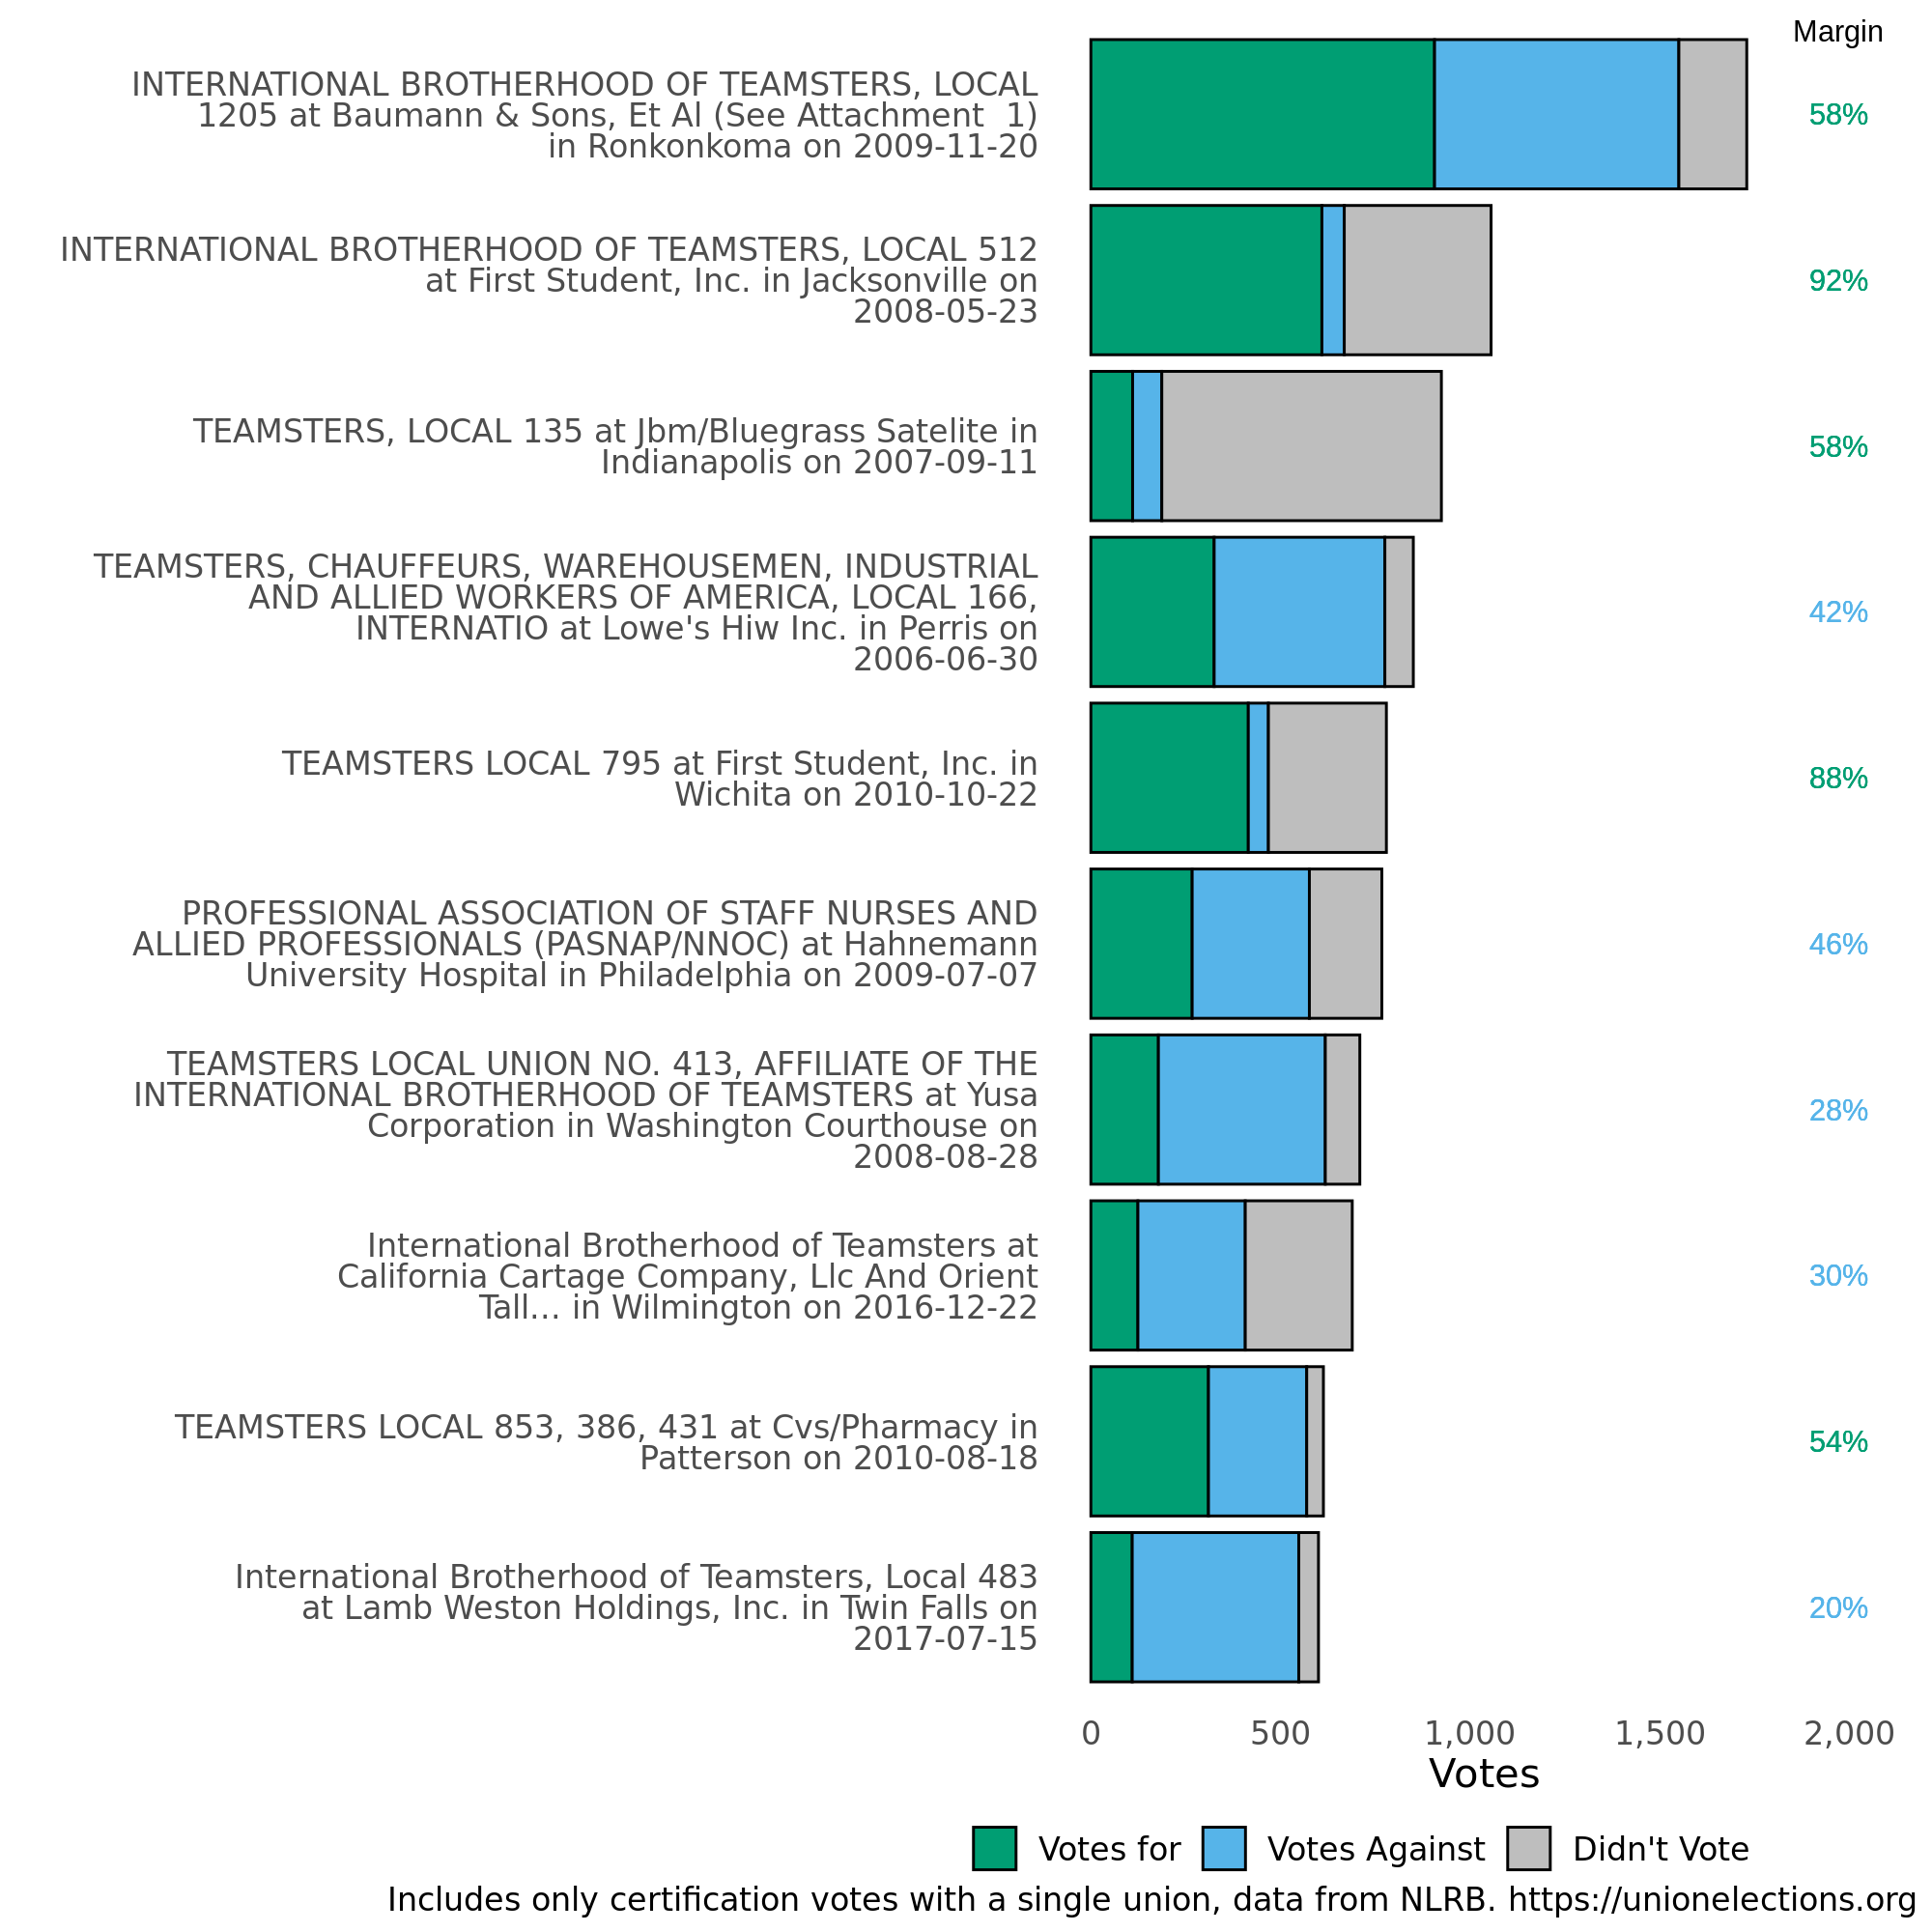 Margin
INTERNATIONAL BROTHERHOOD OF TEAMSTERS, LOCAL
1205 at Baumann & Sons, Et Al (See Attachment  1)
in Ronkonkoma on 2009-11-20
58%
INTERNATIONAL BROTHERHOOD OF TEAMSTERS, LOCAL 512
at First Student, Inc. in Jacksonville on
2008-05-23
92%
TEAMSTERS, LOCAL 135 at Jbm/Bluegrass Satelite in
Indianapolis on 2007-09-11
58%
TEAMSTERS, CHAUFFEURS, WAREHOUSEMEN, INDUSTRIAL
AND ALLIED WORKERS OF AMERICA, LOCAL 166,
INTERNATIO at Lowe's Hiw Inc. in Perris on
2006-06-30
42%
TEAMSTERS LOCAL 795 at First Student, Inc. in
Wichita on 2010-10-22
88%
PROFESSIONAL ASSOCIATION OF STAFF NURSES AND
ALLIED PROFESSIONALS (PASNAP/NNOC) at Hahnemann
University Hospital in Philadelphia on 2009-07-07
46%
TEAMSTERS LOCAL UNION NO. 413, AFFILIATE OF THE
INTERNATIONAL BROTHERHOOD OF TEAMSTERS at Yusa
Corporation in Washington Courthouse on
2008-08-28
28%
International Brotherhood of Teamsters at
California Cartage Company, Llc And Orient
Tall... in Wilmington on 2016-12-22
30%
TEAMSTERS LOCAL 853, 386, 431 at Cvs/Pharmacy in
Patterson on 2010-08-18
54%
International Brotherhood of Teamsters, Local 483
at Lamb Weston Holdings, Inc. in Twin Falls on
2017-07-15
20%
0 500 1,000 1,500 2,000
Votes
Votes for Votes Against Didn't Vote
Includes only certification votes with a single union, data from NLRB. https://unionelections.org